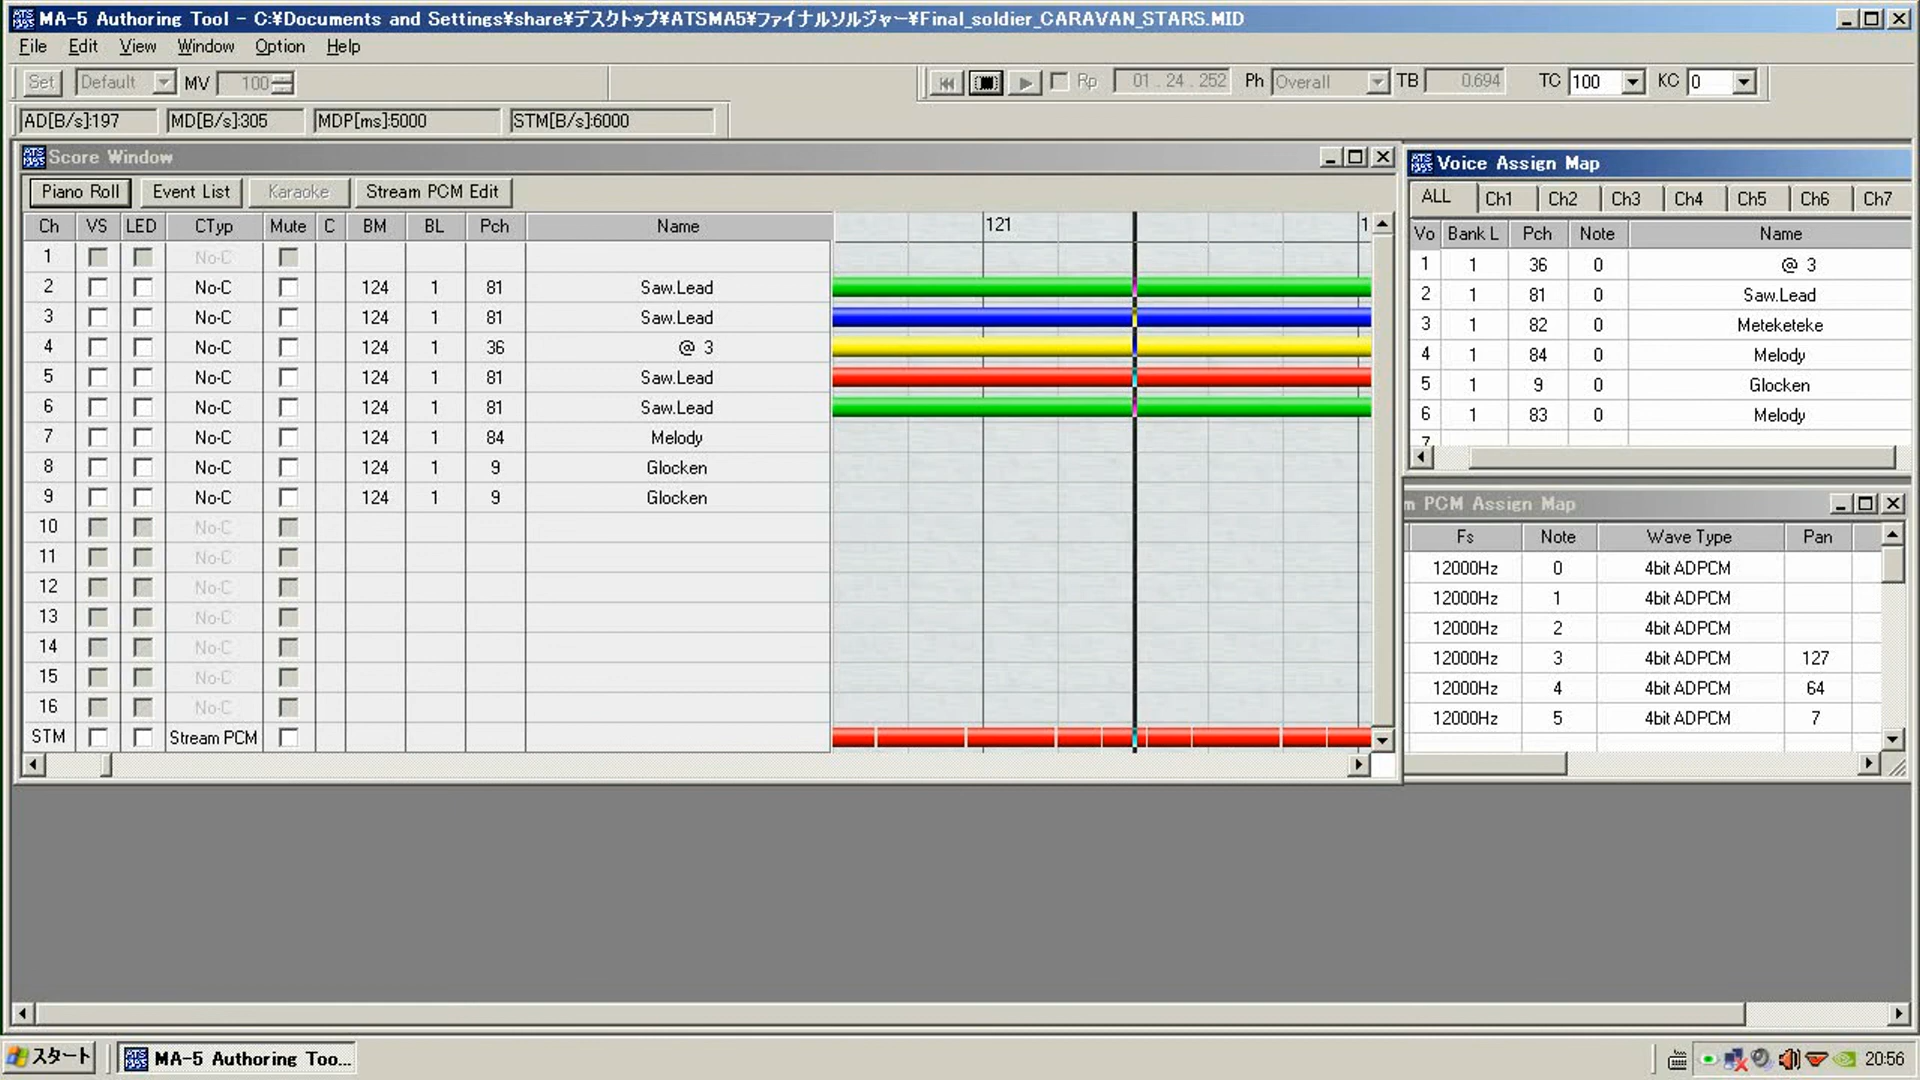 MA-5 Authoring Tool - C:¥Documents and Settings¥share¥デスクトップ¥ATSMA5¥ファイナルソルジャー¥Final_soldier_CARAVAN_STARS.MID
File Edit View Window Option Help
Set Default MV 100 Rp 01 . 24 . 252 Ph Overall TB 0.694 TC 100 KC 0
AD[B/s]:197 MD[B/s]:305 MDP[ms]:5000 STM[B/s]:6000
Score Window
Piano Roll Event List Karaoke Stream PCM Edit
Ch VS LED CTyp Mute C BM BL Pch Name 121 1
1 No-C
2 No-C 124 1 81 Saw.Lead
3 No-C 124 1 81 Saw.Lead
4 No-C 124 1 36 @ 3
5 No-C 124 1 81 Saw.Lead
6 No-C 124 1 81 Saw.Lead
7 No-C 124 1 84 Melody
8 No-C 124 1 9 Glocken
9 No-C 124 1 9 Glocken
10 No-C
11 No-C
12 No-C
13 No-C
14 No-C
15 No-C
16 No-C
STM Stream PCM
Voice Assign Map
ALL Ch1 Ch2 Ch3 Ch4 Ch5 Ch6 Ch7
Vo Bank L Pch Note Name
1 1 36 0 @ 3
2 1 81 0 Saw.Lead
3 1 82 0 Meteketeke
4 1 84 0 Melody
5 1 9 0 Glocken
6 1 83 0 Melody
7
m PCM Assign Map
Fs Note Wave Type Pan
12000Hz 0 4bit ADPCM
12000Hz 1 4bit ADPCM
12000Hz 2 4bit ADPCM
12000Hz 3 4bit ADPCM 127
12000Hz 4 4bit ADPCM 64
12000Hz 5 4bit ADPCM 7
スタート MA-5 Authoring Too... 20:56